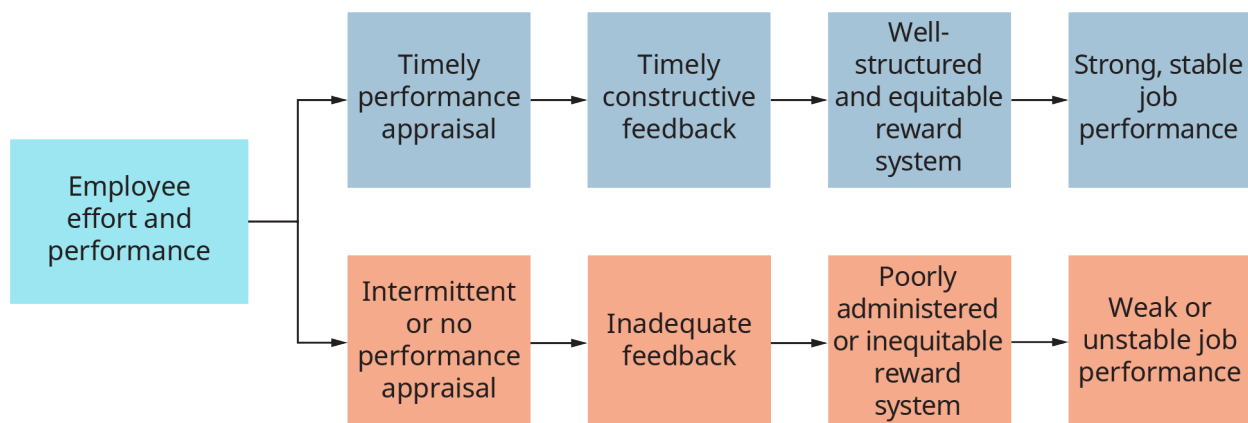 Employee
effort and
performance
Timely
performance
appraisal
Timely
constructive
feedback
Well-
structured
and equitable
reward
system
Strong, stable
job
performance
Intermittent
or no
performance
appraisal
Inadequate
feedback
Poorly
administered
or inequitable
reward
system
Weak or
unstable job
performance